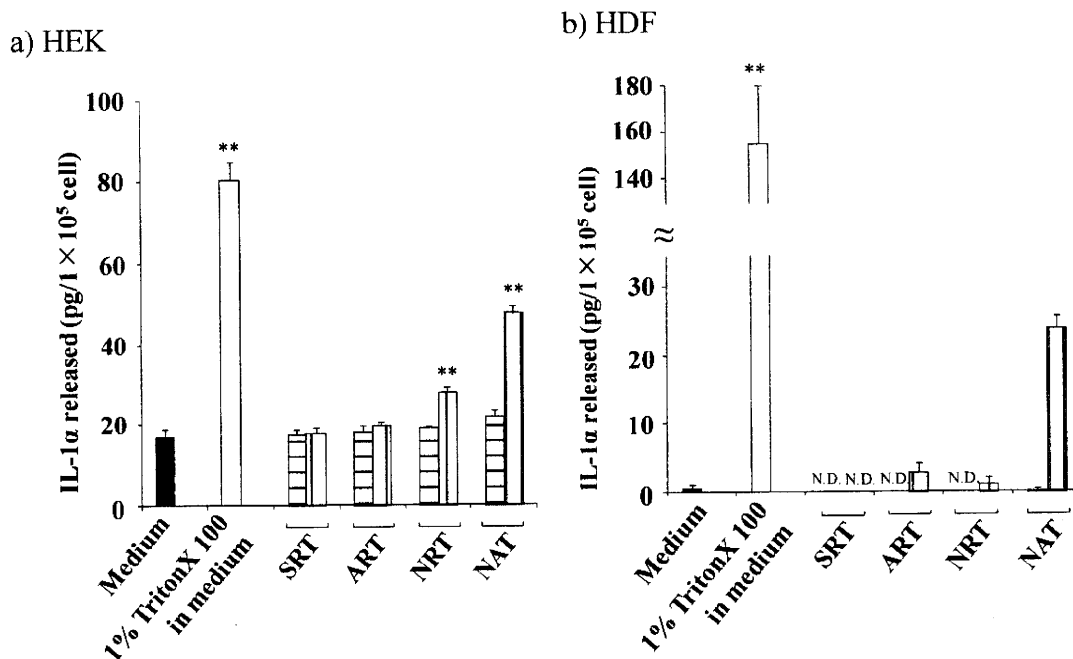 a) HEK
IL-1α released (pg/1 × 10⁵ cell)
100
80
60
40
20
0
**
**
**
Medium
1% TritonX 100
in medium
SRT
ART
NRT
NAT
b) HDF
IL-1α released (pg/1 × 10⁵ cell)
180
160
140
≈
30
20
10
0
**
N.D. N.D. N.D. N.D.
Medium
1% TritonX 100
in medium
SRT
ART
NRT
NAT